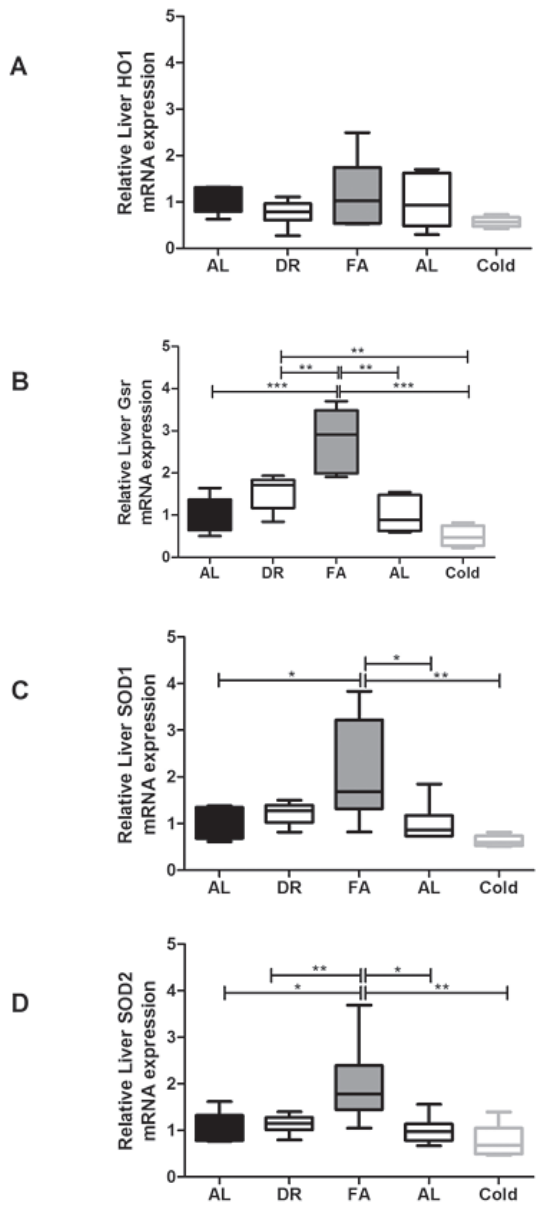 A
Relative Liver HO1
mRNA expression
5
4
3
2
1
0
AL DR FA AL Cold
B
Relative Liver Gsr
mRNA expression
5
4
3
2
1
0
**
** **
*** ***
AL DR FA AL Cold
C
Relative Liver SOD1
mRNA expression
5
4
3
2
1
0
*
* **
AL DR FA AL Cold
D
Relative Liver SOD2
mRNA expression
5
4
3
2
1
0
** *
* **
AL DR FA AL Cold